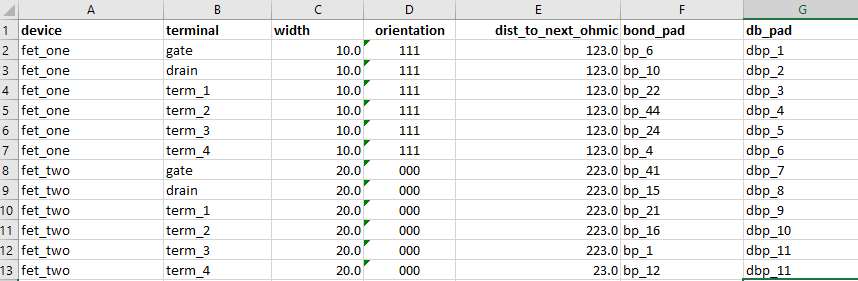 A B C D E F G
1 device terminal width orientation dist_to_next_ohmic bond_pad db_pad
2 fet_one gate 10.0 111 123.0 bp_6 dbp_1
3 fet_one drain 10.0 111 123.0 bp_10 dbp_2
4 fet_one term_1 10.0 111 123.0 bp_22 dbp_3
5 fet_one term_2 10.0 111 123.0 bp_44 dbp_4
6 fet_one term_3 10.0 111 123.0 bp_24 dbp_5
7 fet_one term_4 10.0 111 123.0 bp_4 dbp_6
8 fet_two gate 20.0 000 223.0 bp_41 dbp_7
9 fet_two drain 20.0 000 223.0 bp_15 dbp_8
10 fet_two term_1 20.0 000 223.0 bp_21 dbp_9
11 fet_two term_2 20.0 000 223.0 bp_16 dbp_10
12 fet_two term_3 20.0 000 223.0 bp_1 dbp_11
13 fet_two term_4 20.0 000 23.0 bp_12 dbp_11